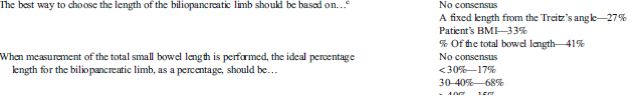 The best way to choose the length of the biliopancreatic limb should be based on…c No consensus
A fixed length from the Treitz's angle—27%
Patient's BMI—33%
% Of the total bowel length—41%
When measurement of the total small bowel length is performed, the ideal percentage No consensus
length for the biliopancreatic limb, as a percentage, should be… <30%—17%
30–40%—68%